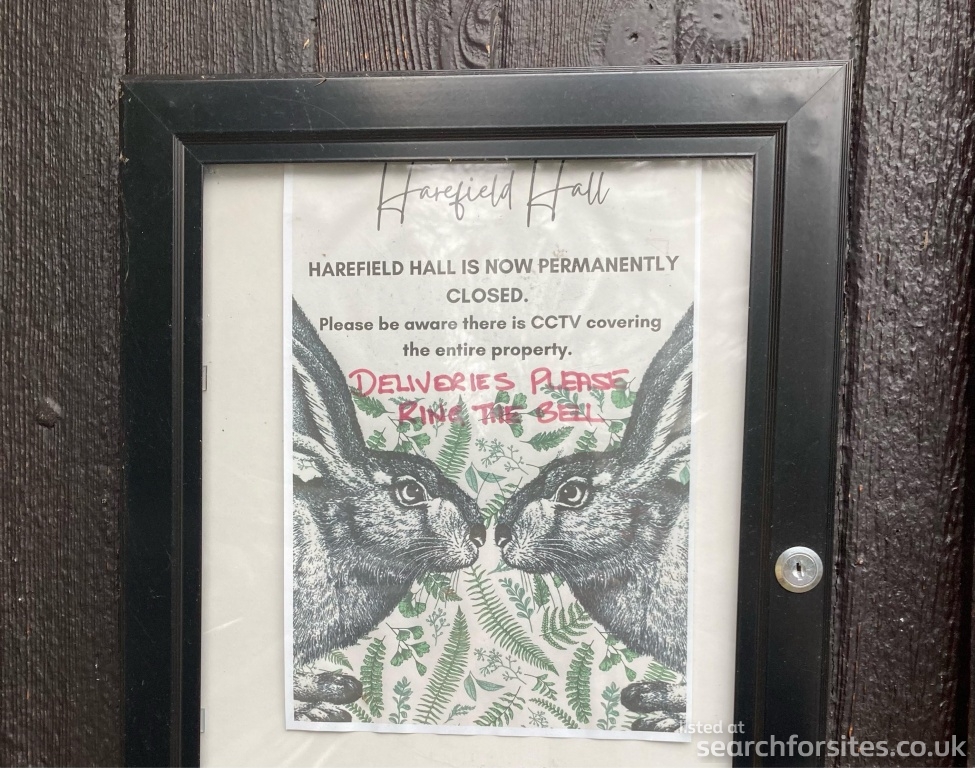 Harefield Hall
HAREFIELD HALL IS NOW PERMANENTLY
CLOSED.
Please be aware there is CCTV covering
the entire property.
DELIVERIES PLEASE
RING THE BELL
listed at
searchforsites.co.uk